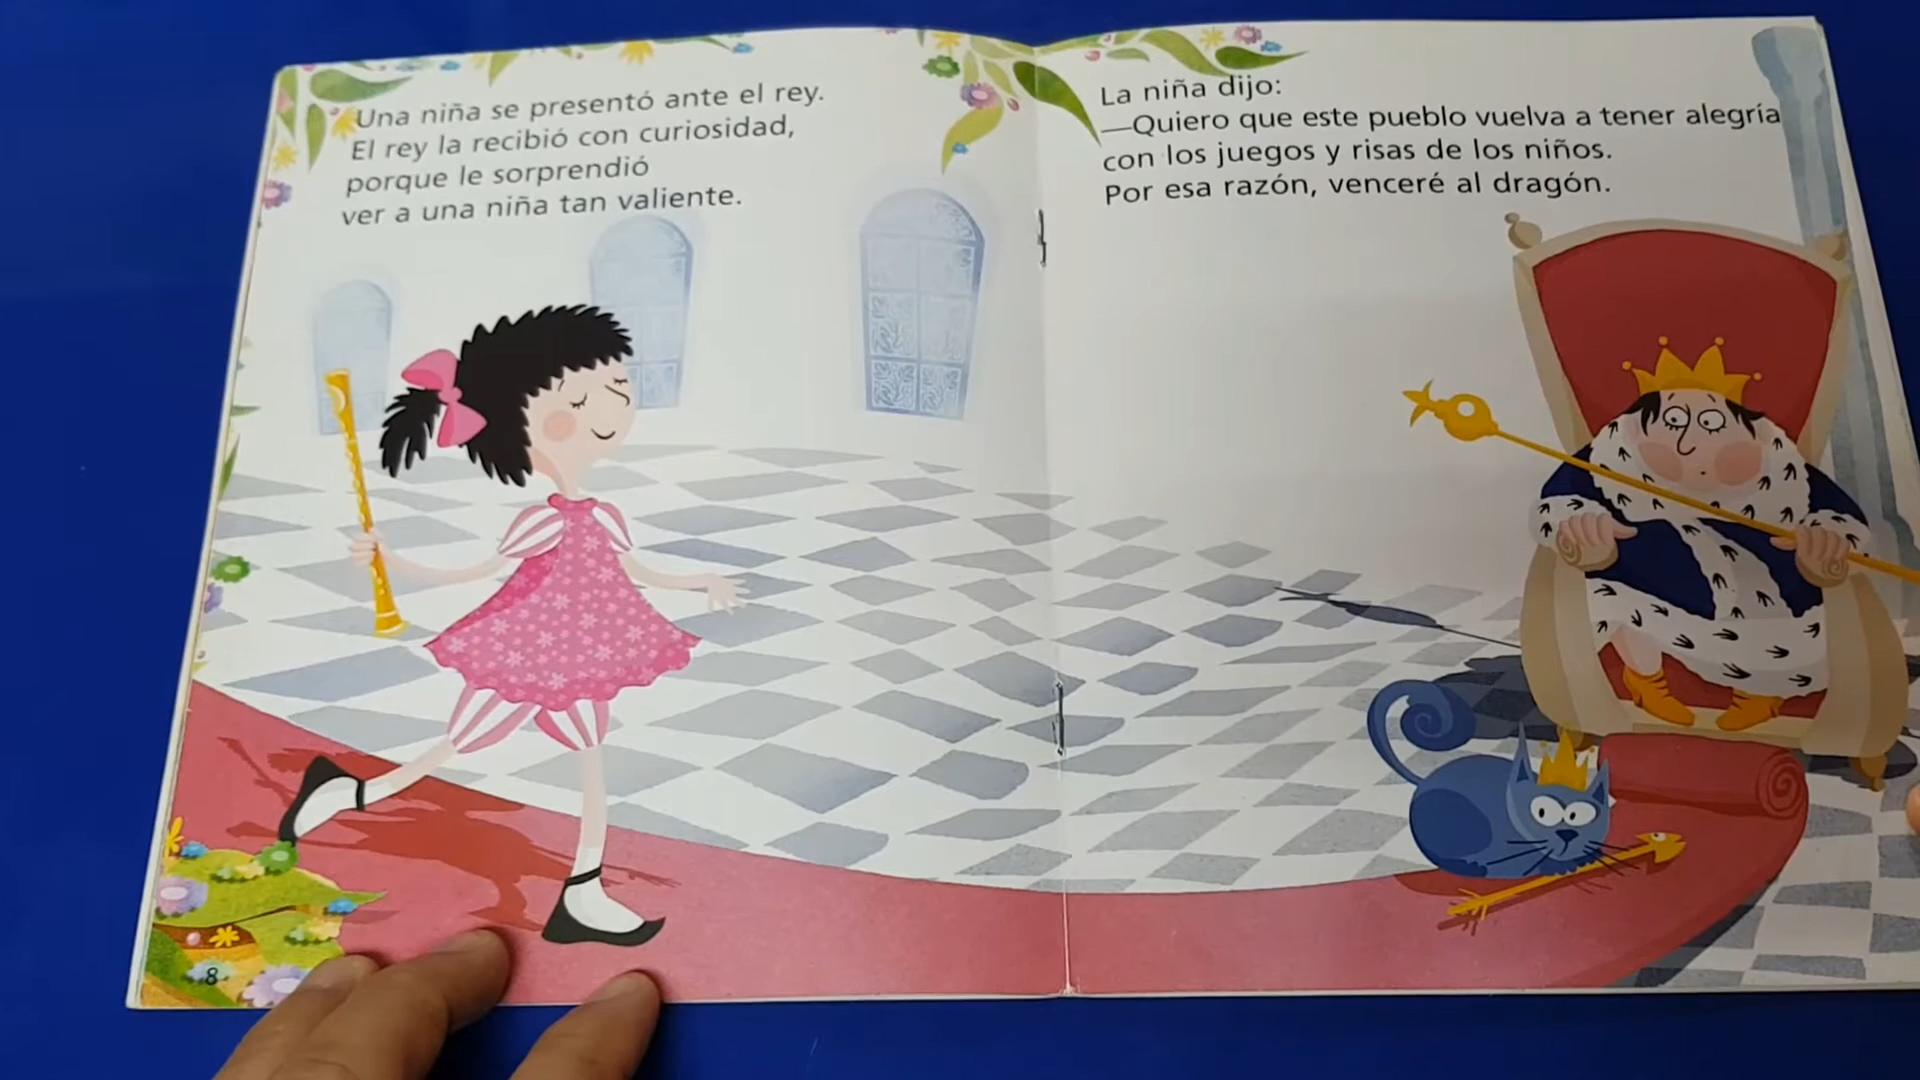 Una niña se presentó ante el rey.
El rey la recibió con curiosidad,
porque le sorprendió
ver a una niña tan valiente.
8
La niña dijo:
—Quiero que este pueblo vuelva a tener alegría
con los juegos y risas de los niños.
Por esa razón, venceré al dragón.